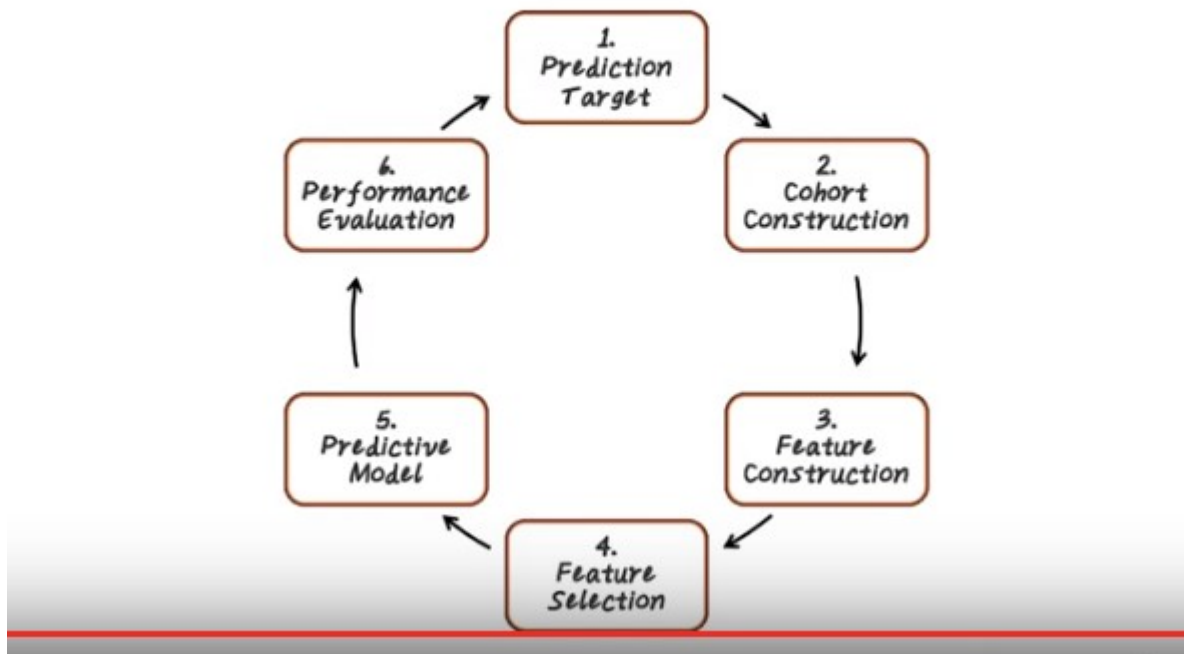 1.
Prediction
Target
2.
Cohort
Construction
3.
Feature
Construction
4.
Feature
Selection
5.
Predictive
Model
6.
Performance
Evaluation